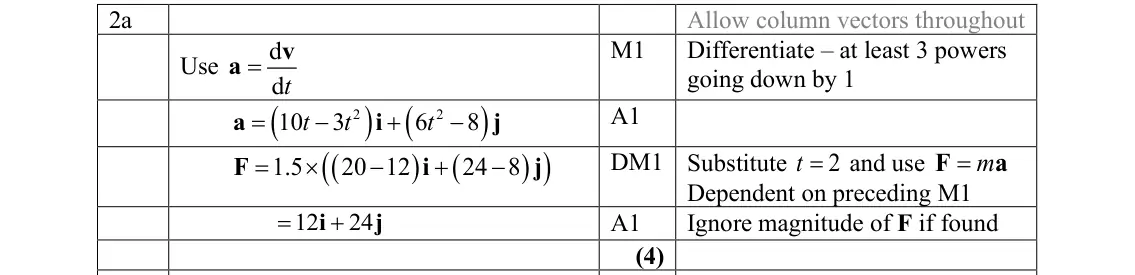 2a Allow column vectors throughout
Use a = dv/dt M1 Differentiate – at least 3 powers
going down by 1
a = (10t − 3t²)i + (6t² − 8)j A1
F = 1.5 × ((20 − 12)i + (24 − 8)j) DM1 Substitute t = 2 and use F = ma
Dependent on preceding M1
= 12i + 24j A1 Ignore magnitude of F if found
(4)